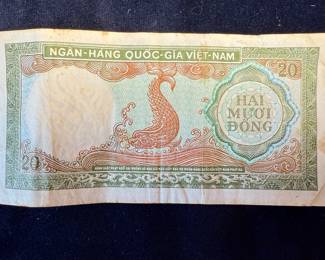 NGÂN-HÀNG QUỐC-GIA VIỆT-NAM
20
HAI
MƯƠI
ĐỒNG
20